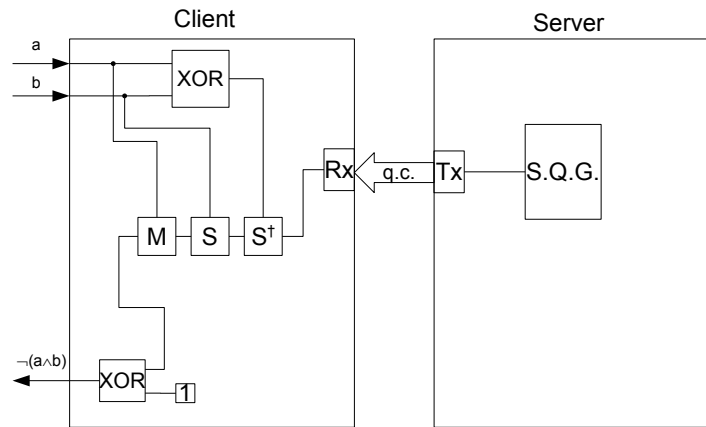 Client
Server
a
b
XOR
Rx
q.c.
Tx
S.Q.G.
M
S
S†
¬(a∧b)
XOR
1